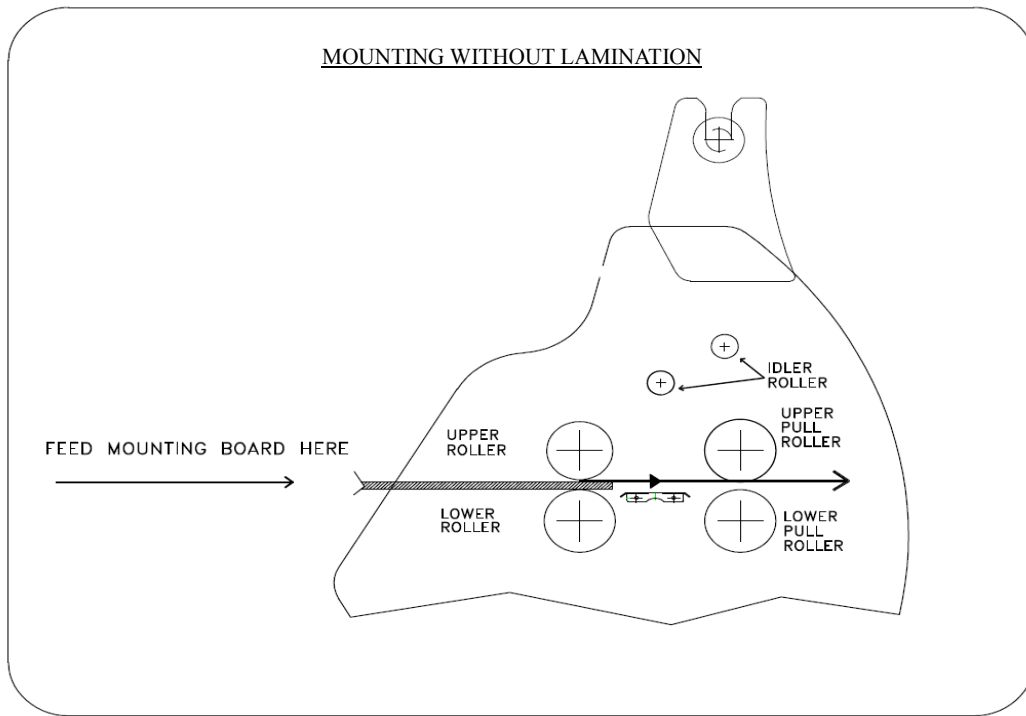 MOUNTING WITHOUT LAMINATION
IDLER
ROLLER
UPPER
PULL
ROLLER
UPPER
ROLLER
FEED MOUNTING BOARD HERE
LOWER
ROLLER
LOWER
PULL
ROLLER